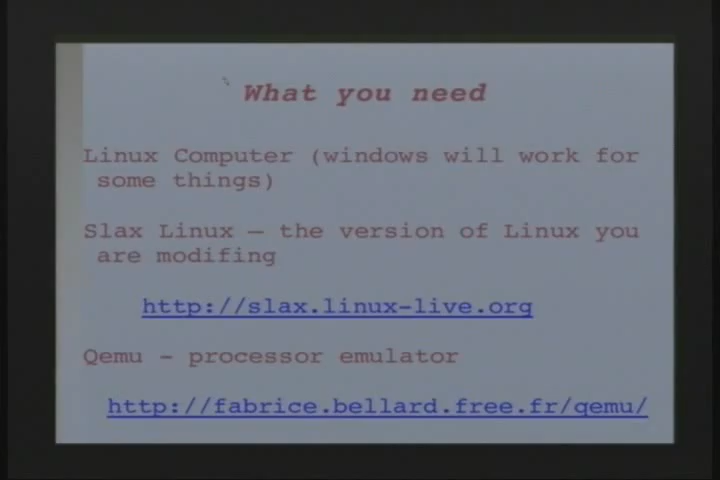 What you need
Linux Computer (windows will work for
some things)
Slax Linux – the version of Linux you
are modifing
http://slax.linux-live.org
Qemu - processor emulator
http://fabrice.bellard.free.fr/qemu/